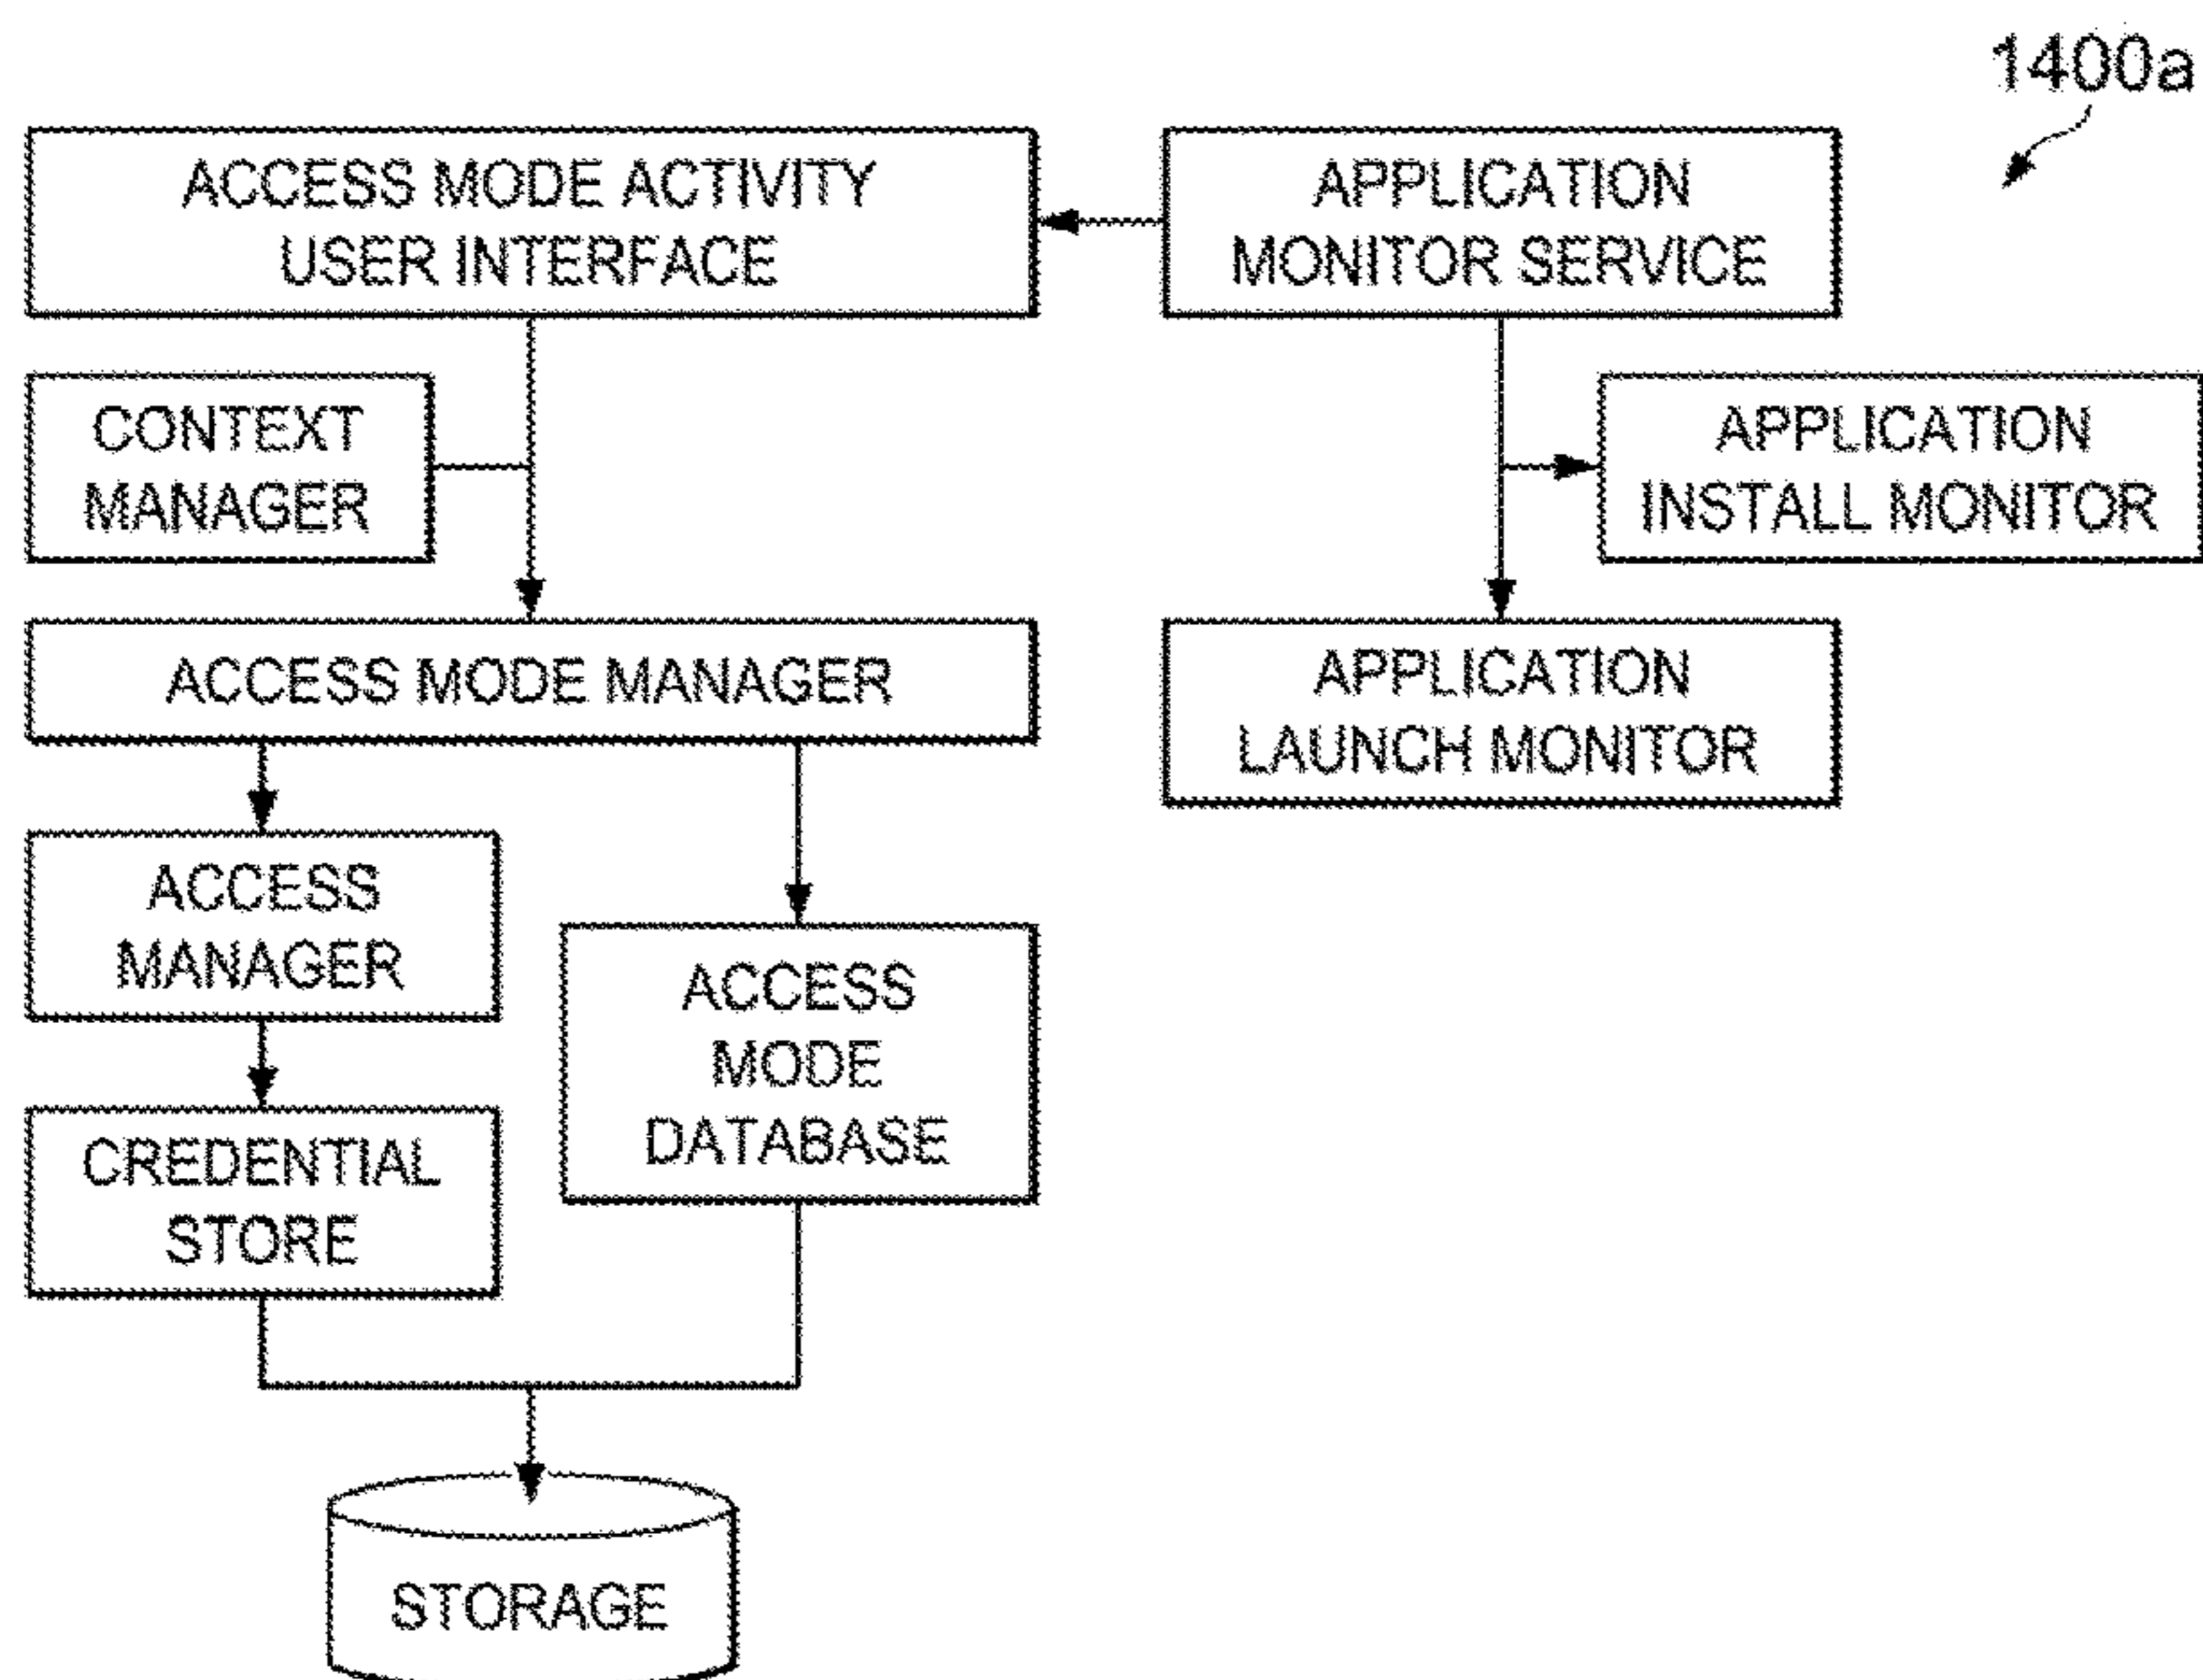 1400a
ACCESS MODE ACTIVITY
USER INTERFACE
APPLICATION
MONITOR SERVICE
CONTEXT
MANAGER
APPLICATION
INSTALL MONITOR
ACCESS MODE MANAGER
APPLICATION
LAUNCH MONITOR
ACCESS
MANAGER
ACCESS
MODE
DATABASE
CREDENTIAL
STORE
STORAGE